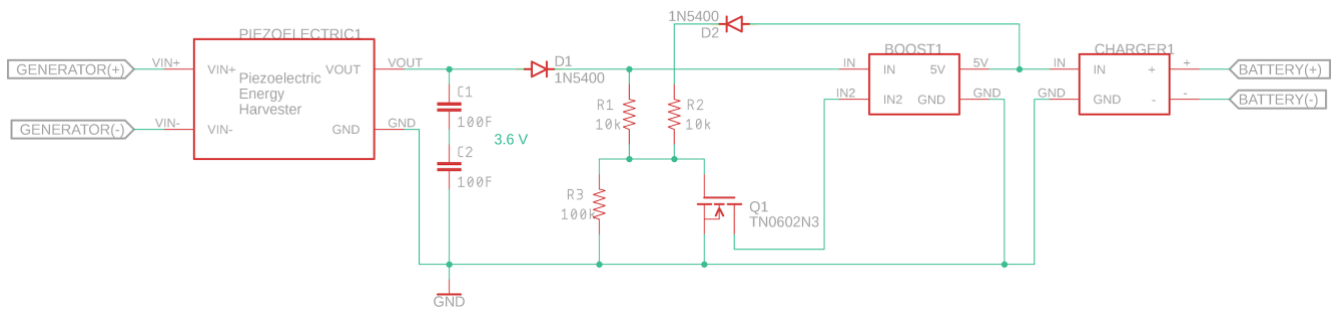 1N5400
D2
PIEZOELECTRIC1
GENERATOR(+)
VIN+
VIN+
Piezoelectric
Energy
Harvester
VOUT
VOUT
D1
1N5400
BOOST1
IN
IN
5V
5V
CHARGER1
IN
IN
+
+
BATTERY(+)
C1
100F
R1
10k
R2
10k
IN2
IN2
GND
GND
GND
GND
-
-
BATTERY(-)
GENERATOR(-)
VIN-
VIN-
GND
GND
3.6 V
C2
100F
R3
100k
Q1
TN0602N3
GND